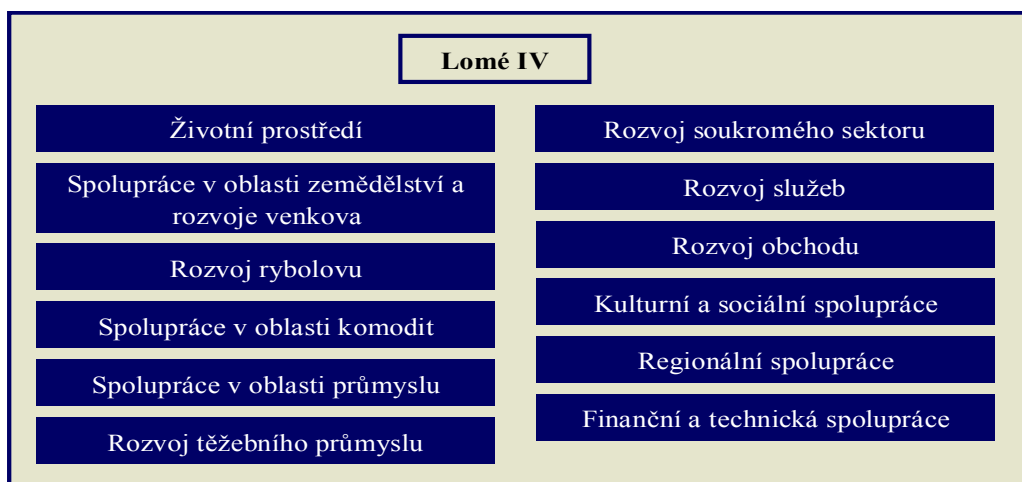 Lomé IV
Životní prostředí
Spolupráce v oblasti zemědělství a
rozvoje venkova
Rozvoj rybolovu
Spolupráce v oblasti komodit
Spolupráce v oblasti průmyslu
Rozvoj těžebního průmyslu
Rozvoj soukromého sektoru
Rozvoj služeb
Rozvoj obchodu
Kulturní a sociální spolupráce
Regionální spolupráce
Finanční a technická spolupráce